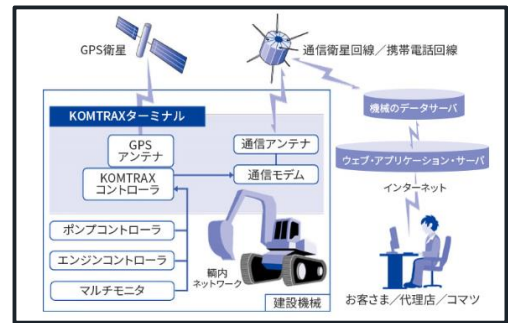 GPS衛星
通信衛星回線／携帯電話回線
KOMTRAXターミナル
GPS
アンテナ
KOMTRAX
コントローラ
通信アンテナ
通信モデム
機械のデータサーバ
ウェブ・アプリケーション・サーバ
インターネット
ポンプコントローラ
エンジンコントローラ
マルチモニタ
輌内
ネットワーク
建設機械
お客さま／代理店／コマツ